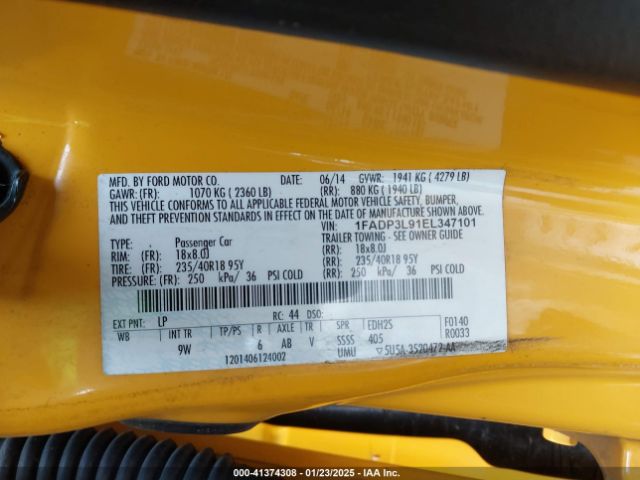 MFD. BY FORD MOTOR CO. DATE: 06/14 GVWR: 1941 KG ( 4279 LB)
GAWR: (FR): 1070 KG ( 2360 LB) (RR): 880 KG ( 1940 LB)
THIS VEHICLE CONFORMS TO ALL APPLICABLE FEDERAL MOTOR VEHICLE SAFETY, BUMPER,
AND THEFT PREVENTION STANDARDS IN EFFECT ON THE DATE OF MANUFACTURE SHOWN ABOVE.
VIN: 1FADP3L91EL347101
TYPE: Passenger Car TRAILER TOWING - SEE OWNER GUIDE
RIM: 18x8.0J (RR): 18x8.0J
TIRE: 235/40R18 95Y (RR): 235/40R18 95Y
PRESSURE: (FR) 250 kPa/ 36 PSI COLD (RR): 250 kPa/ 36 PSI COLD
EXT PNT: LP RC: 44 DSO: F0140
WB INT TR TP/PS R AXLE TR SPR EDH2S R0033
9W 6 AB V SSSS 405
1201406124002 UMU ▽5U5A-3520472-AA
000-41374308 - 01/23/2025 - IAA Inc.